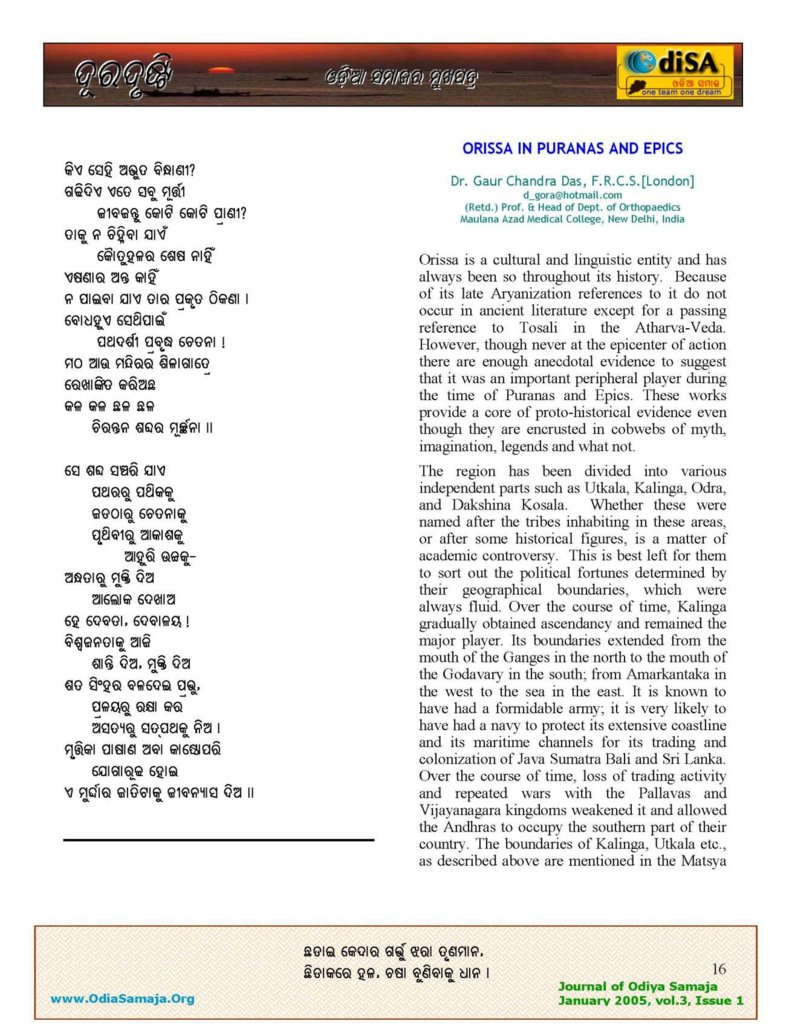 ଦୂରଦୃଷ୍ଟି
ଓଡ଼ିଆ ସମାଜର ମୁଖପତ୍ର
OdiSA
ଓଡ଼ିଆ ସମାଜ
one team one dream
କିଏ ସେହି ଅଦ୍ଭୁତ ବିନ୍ଧାଣୀ?
ଗଢ଼ିଦିଏ ଏତେ ସବୁ ମୂର୍ତ୍ତୀ
ଜୀବଜନ୍ତୁ କୋଟି କୋଟି ପ୍ରାଣୀ?
ତାକୁ ନ ଚିହ୍ନିବା ଯାଏଁ
କୌତୁହଳର ଶେଷ ନାହିଁ
ଏଷଣାର ଅନ୍ତ କାହିଁ
ନ ପାଇବା ଯାଏ ତାର ପ୍ରକୃତ ଠିକଣା ।
ବୋଧହୁଏ ସେଥିପାଇଁ
ପଥଦର୍ଶୀ ପ୍ରବୃଦ୍ଧ ଚେତନା !
ମଠ ଆଉ ମନ୍ଦିରର ଶିଳାଗାତ୍ରେ
ରେଖାଙ୍କିତ କରିଅଛ
କଳ କଳ ଛଳ ଛଳ
ଚିରନ୍ତନ ଶବ୍ଦର ମୂର୍ଚ୍ଛନା ॥
ସେ ଶବ୍ଦ ସଞ୍ଚରି ଯାଏ
ପଥରରୁ ପଥିକକୁ
ଜଡଠାରୁ ଚେତନାକୁ
ପୃଥିବୀରୁ ଆକାଶକୁ
ଆହୁରି ଉଚ୍ଚକୁ–
ଅନ୍ଧତାରୁ ମୁକ୍ତି ଦିଅ
ଆଲୋକ ଦେଖାଅ
ହେ ଦେବତା, ଦେବାଳୟ !
ବିଶ୍ୱଜନତାକୁ ଆଜି
ଶାନ୍ତି ଦିଅ, ମୁକ୍ତି ଦିଅ
ଶତ ସିଂହର ବଳଦେଇ ପ୍ରଭୁ,
ପ୍ରଳୟରୁ ରକ୍ଷା କର
ଅସତ୍ୟରୁ ସତ୍‌ପଥକୁ ନିଅ ।
ମୃତ୍ତିକା ପାଷାଣ ଅବା କାଷ୍ଠୋପରି
ଯୋଗାରୂଢ ହୋଇ
ଏ ମୁର୍ଦ୍ଦାର ଜାତିଟାକୁ ଜୀବନ୍ୟାସ ଦିଅ ॥
ORISSA IN PURANAS AND EPICS
Dr. Gaur Chandra Das, F.R.C.S.[London]
d_gora@hotmail.com
(Retd.) Prof. & Head of Dept. of Orthopaedics
Maulana Azad Medical College, New Delhi, India
Orissa is a cultural and linguistic entity and has
always been so throughout its history. Because
of its late Aryanization references to it do not
occur in ancient literature except for a passing
reference to Tosali in the Atharva-Veda.
However, though never at the epicenter of action
there are enough anecdotal evidence to suggest
that it was an important peripheral player during
the time of Puranas and Epics. These works
provide a core of proto-historical evidence even
though they are encrusted in cobwebs of myth,
imagination, legends and what not.
The region has been divided into various
independent parts such as Utkala, Kalinga, Odra,
and Dakshina Kosala. Whether these were
named after the tribes inhabiting in these areas,
or after some historical figures, is a matter of
academic controversy. This is best left for them
to sort out the political fortunes determined by
their geographical boundaries, which were
always fluid. Over the course of time, Kalinga
gradually obtained ascendancy and remained the
major player. Its boundaries extended from the
mouth of the Ganges in the north to the mouth of
the Godavary in the south; from Amarkantaka in
the west to the sea in the east. It is known to
have had a formidable army; it is very likely to
have had a navy to protect its extensive coastline
and its maritime channels for its trading and
colonization of Java Sumatra Bali and Sri Lanka.
Over the course of time, loss of trading activity
and repeated wars with the Pallavas and
Vijayanagara kingdoms weakened it and allowed
the Andhras to occupy the southern part of their
country. The boundaries of Kalinga, Utkala etc.,
as described above are mentioned in the Matsya
ଛଡାଇ କେଦାର ଗର୍ଭୁ ଝରା ତୃଣମାନ,
ଛିଡାକରେ ହଳ, ଚଷା ବୁଣିବାକୁ ଧାନ ।
16
www.OdiaSamaja.Org
Journal of Odiya Samaja
January 2005, vol.3, Issue 1